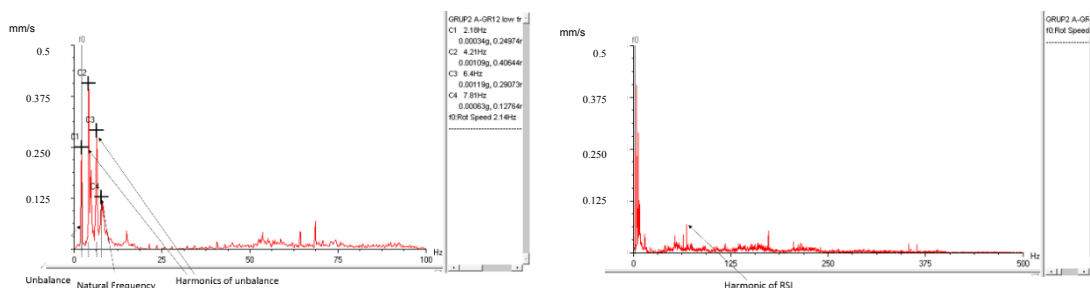 mm/s
0.5
0.375
0.250
0.125
f0
C2
C3
C1
C4
0
25
50
75
100
Hz
Unbalance
Natural Frequency
Harmonics of unbalance
GRUP2 A-GR12 low fr
C1 2.18Hz
0.00034g, 0.24974r
C2 4.21Hz
0.00109g, 0.40644r
C3 6.4Hz
0.00119g, 0.29073r
C4 7.81Hz
0.00063g, 0.12764r
f0:Rot Speed 2.14Hz
mm/s
0.5
0.375
0.250
0.125
f0
0
125
250
375
500
Hz
Harmonic of RSI
GRUP2 A-GR
f0:Rot Speed